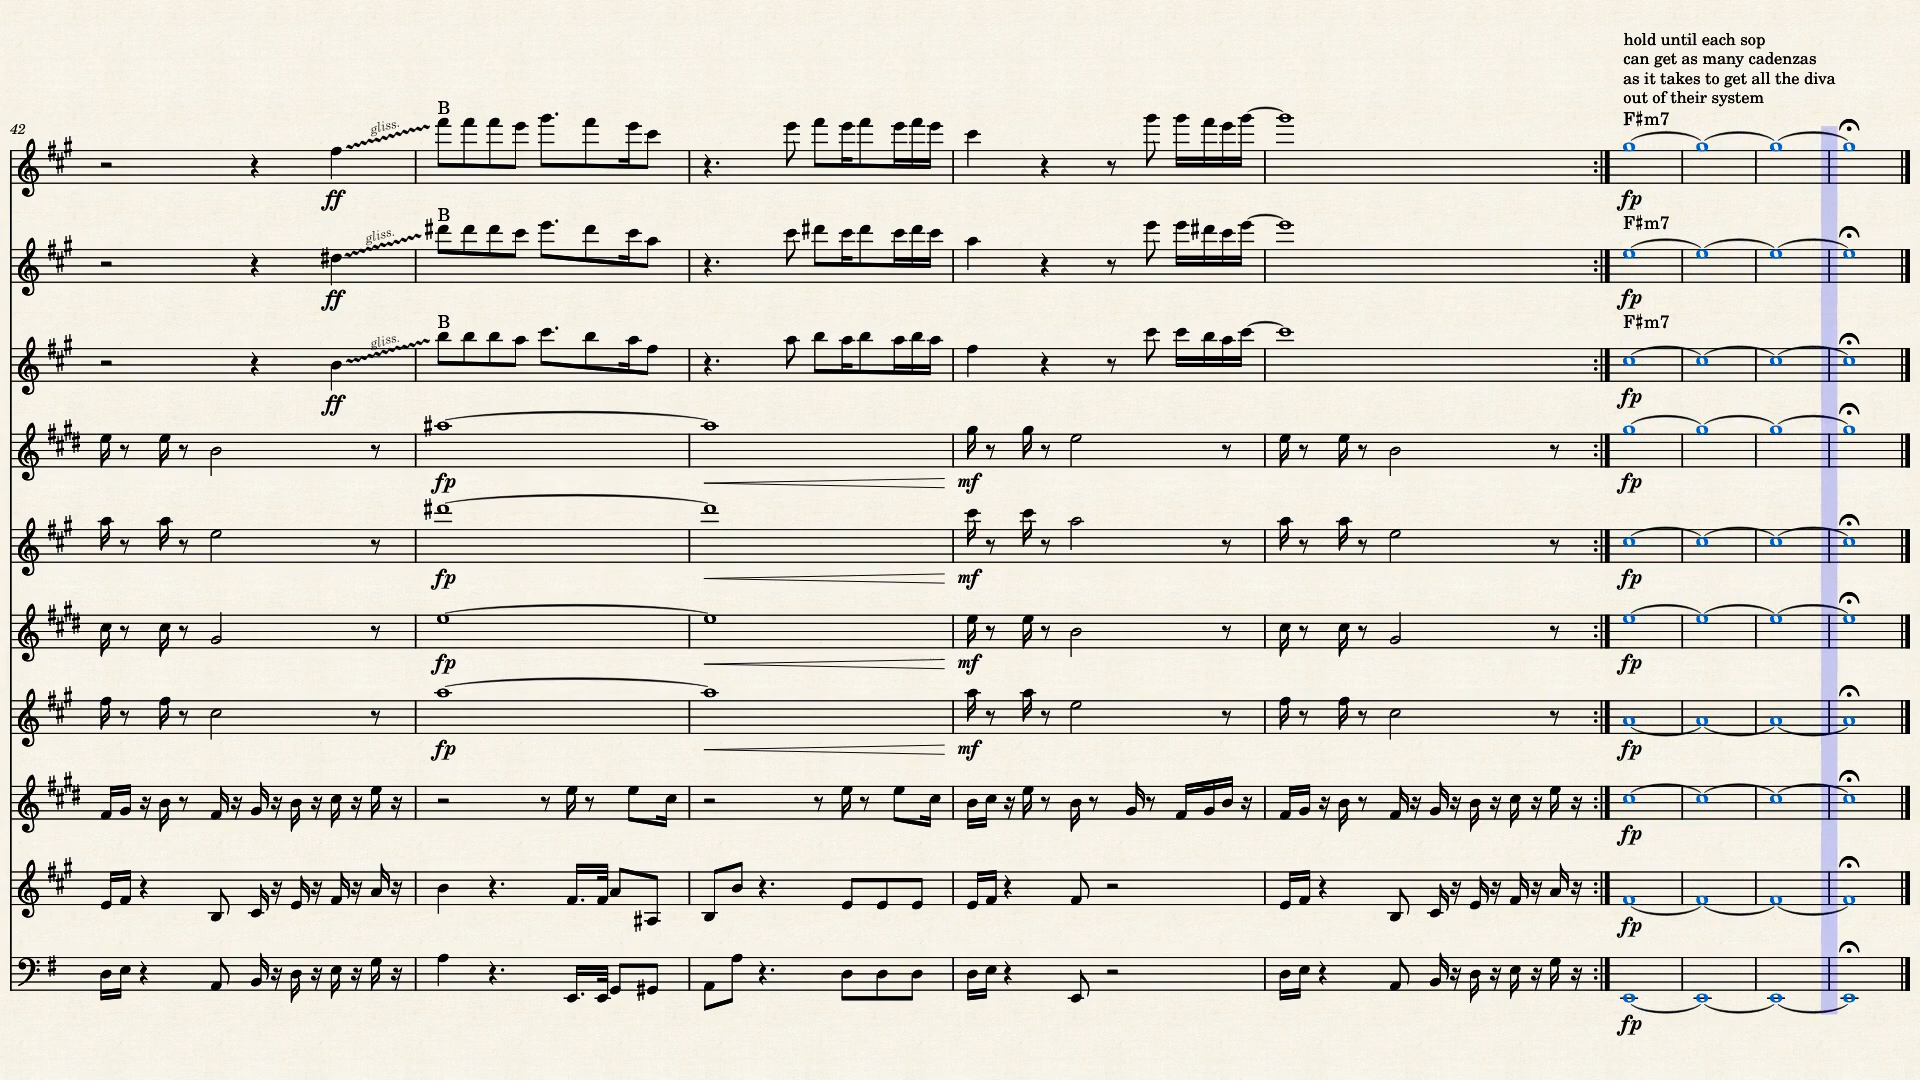 hold until each sop
can get as many cadenzas
as it takes to get all the diva
out of their system
F#m7
42
gliss.
B
ff
fp
F#m7
gliss.
B
ff
fp
F#m7
gliss.
B
ff
fp
fp
mf
fp
fp
mf
fp
fp
mf
fp
fp
mf
fp
fp
fp
fp